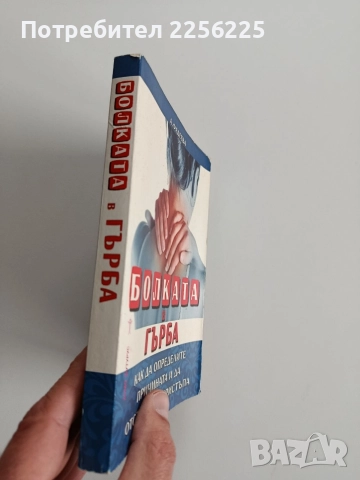 Потребител 2256225
БОЛКАТА В ГЪРБА
БОЛКАТА
В
ГЪРБА
КАК ДА ОПРЕДЕЛИТЕ
ПРИЧИНАТА И ДА
BAZAR